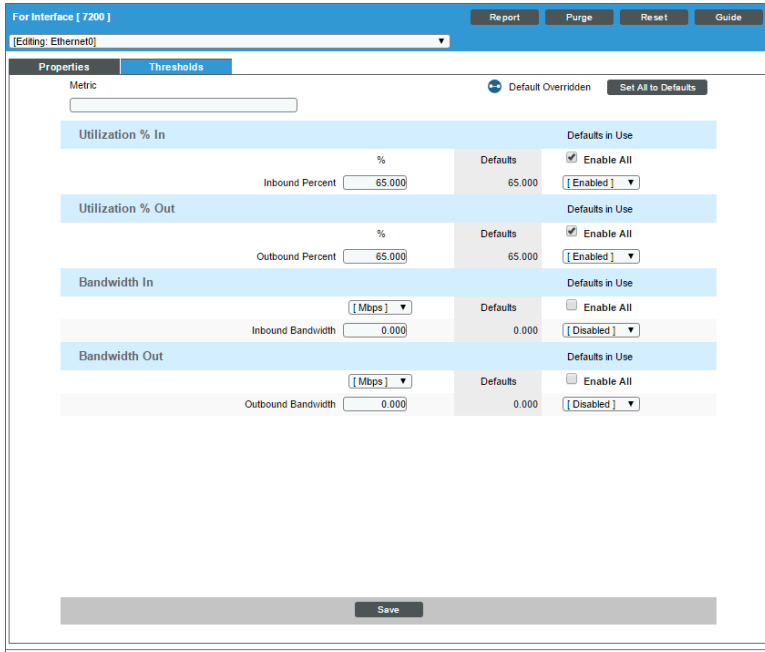 For Interface [ 7200 ] Report Purge Reset Guide
[Editing: Ethernet0]
Properties Thresholds
Metric Default Overridden Set All to Defaults
Utilization % In Defaults in Use
% Defaults Enable All
Inbound Percent 65.000 65.000 [ Enabled ]
Utilization % Out Defaults in Use
% Defaults Enable All
Outbound Percent 65.000 65.000 [ Enabled ]
Bandwidth In Defaults in Use
[ Mbps ] Defaults Enable All
Inbound Bandwidth 0.000 0.000 [ Disabled ]
Bandwidth Out Defaults in Use
[ Mbps ] Defaults Enable All
Outbound Bandwidth 0.000 0.000 [ Disabled ]
Save